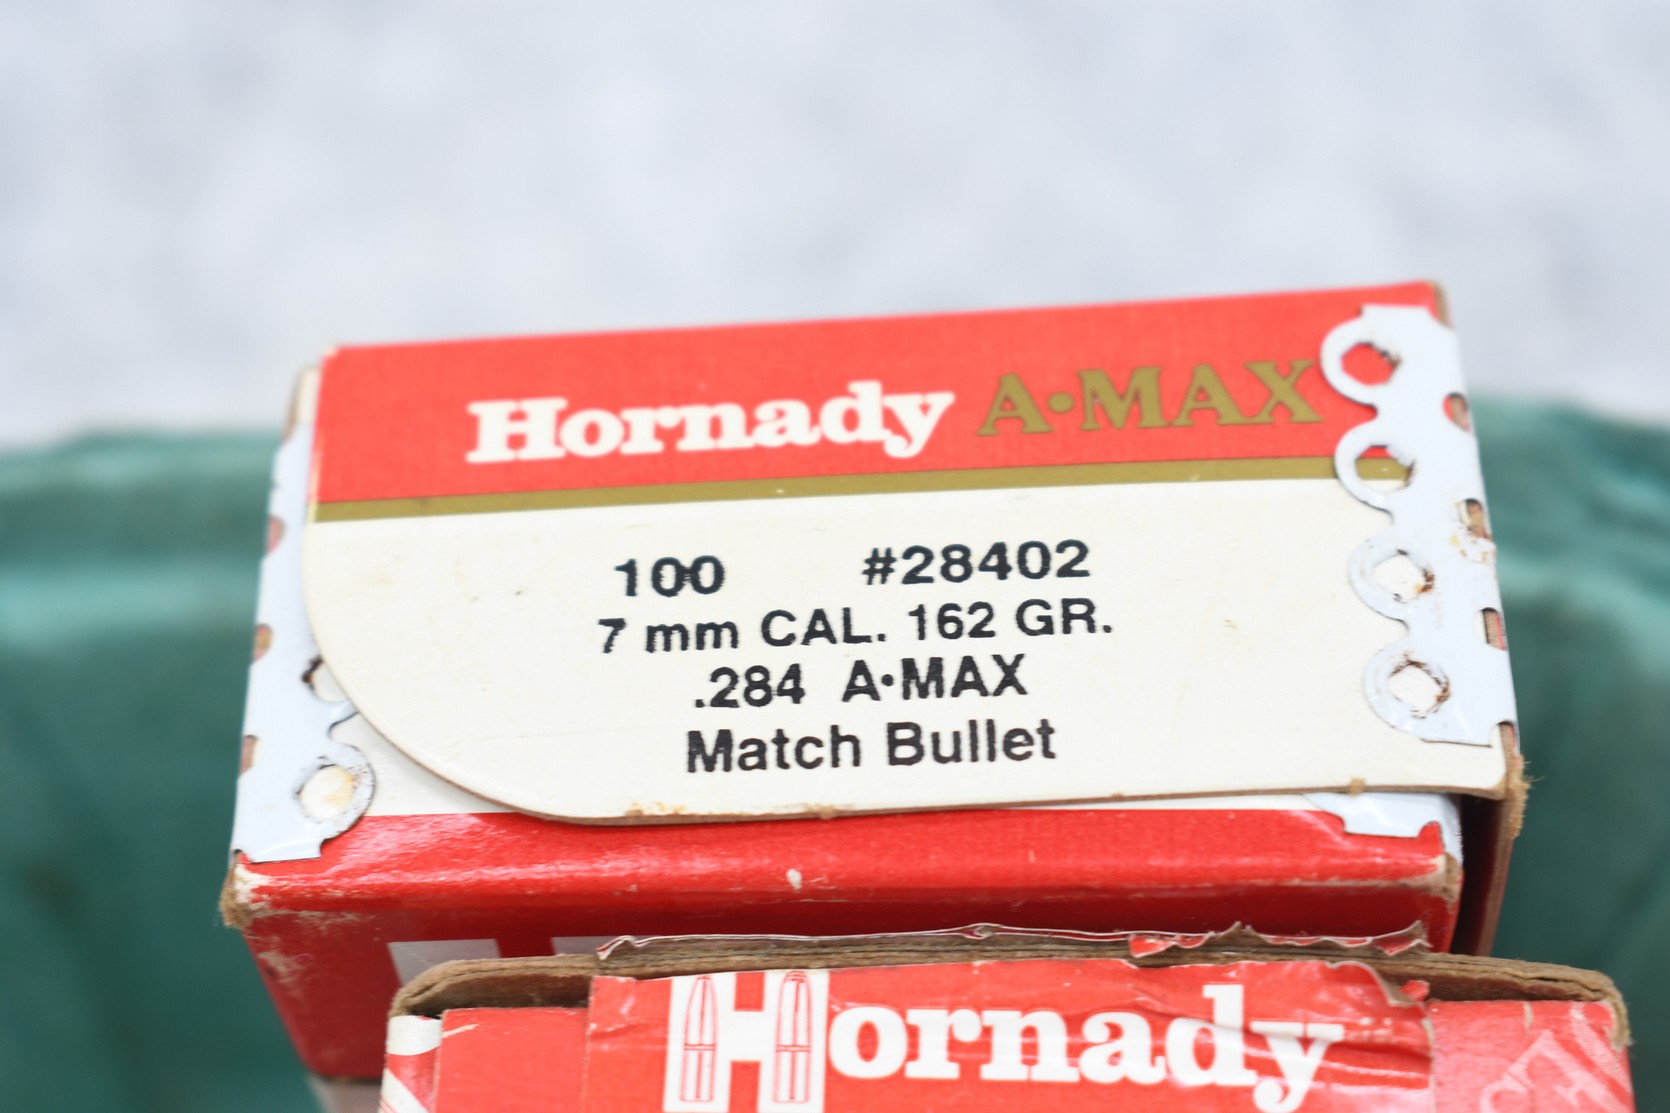 Hornady A•MAX
100 #28402
7 mm CAL. 162 GR.
.284 A•MAX
Match Bullet
Hornady